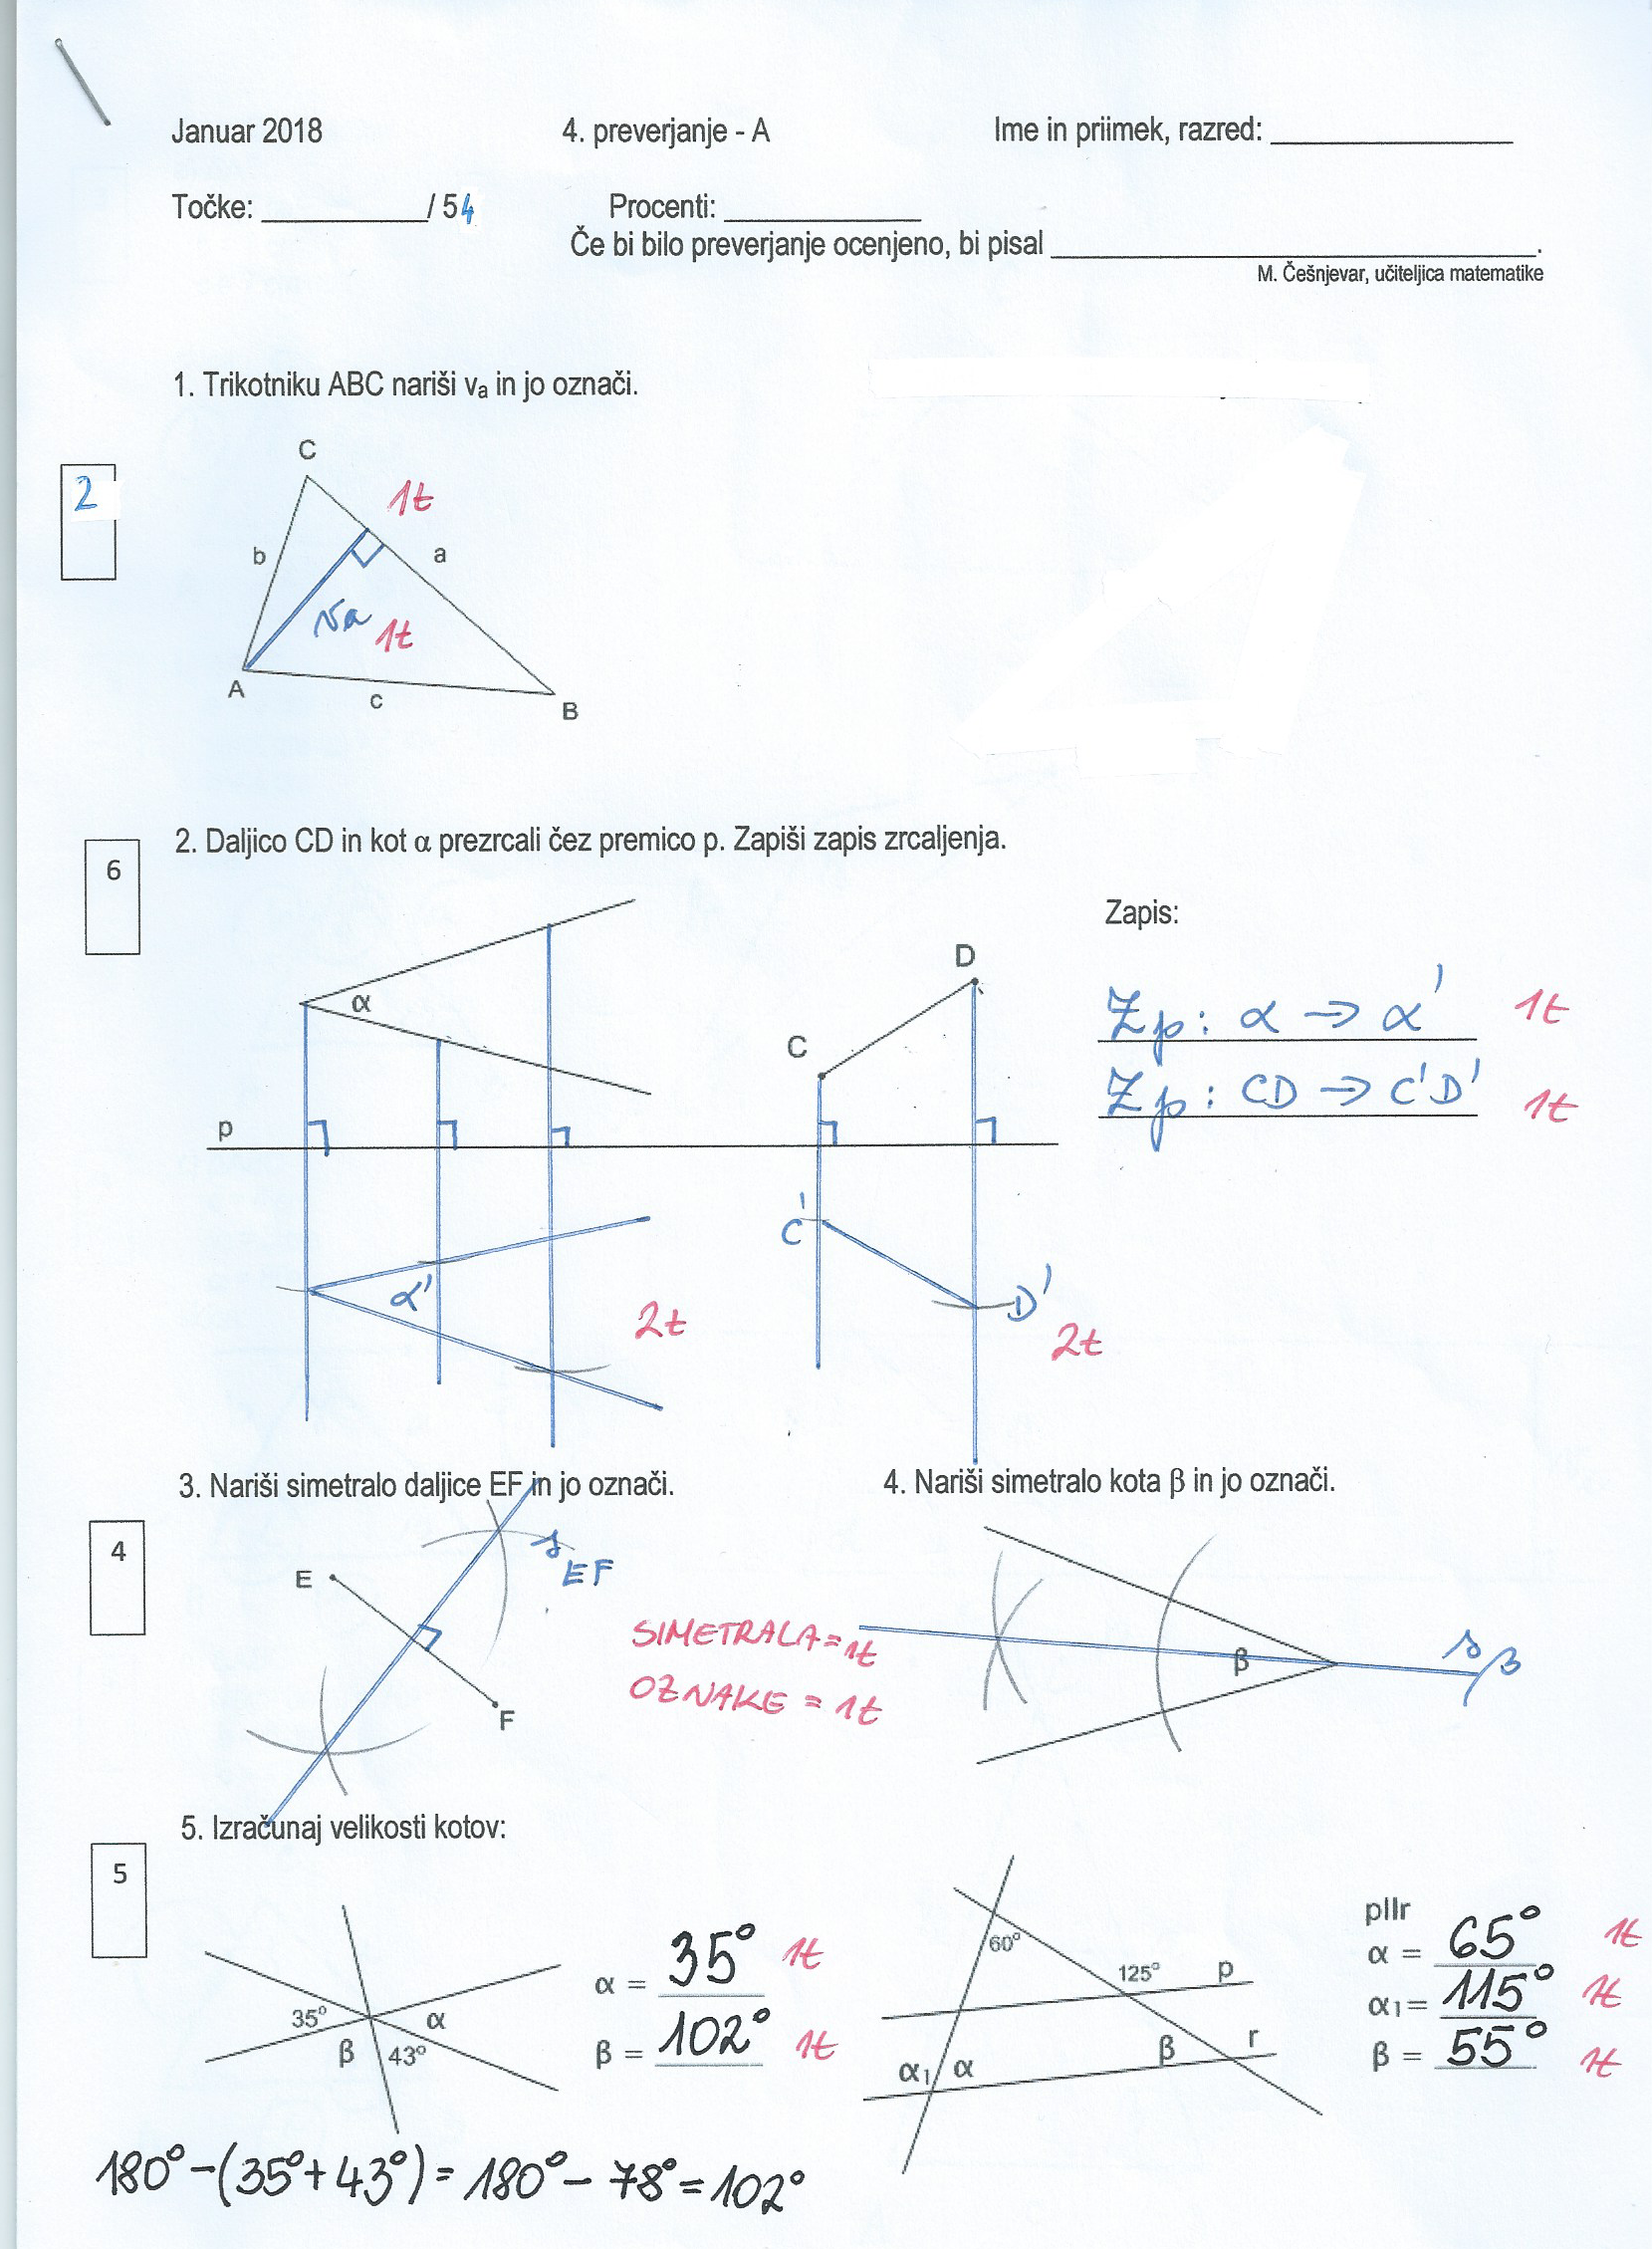 Januar 2018 4. preverjanje - A Ime in priimek, razred: ______________
Točke: __________/ 54 Procenti: ____________
Če bi bilo preverjanje ocenjeno, bi pisal ______________________________.
M. Češnjevar, učiteljica matematike
1. Trikotniku ABC nariši va in jo označi.
2
C
1t
b a
va 1t
A c B
6
2. Daljico CD in kot α prezrcali čez premico p. Zapiši zapis zrcaljenja.
Zapis:
D
α
Zp: α → α' 1t
C
Zp: CD → C'D' 1t
p
C'
α' D'
2t 2t
3. Nariši simetralo daljice EF in jo označi. 4. Nariši simetralo kota β in jo označi.
4
s EF
E
SIMETRALA = 1t
β sβ
OZNAKE = 1t
F
5. Izračunaj velikosti kotov:
5
pllr
α = 35° 1t 60° α = 65° 1t
125° p
35° α α1= 115° 1t
β 43° β = 102° 1t β r β = 55° 1t
α1 α
180° - (35° + 43°) = 180° - 78° = 102°